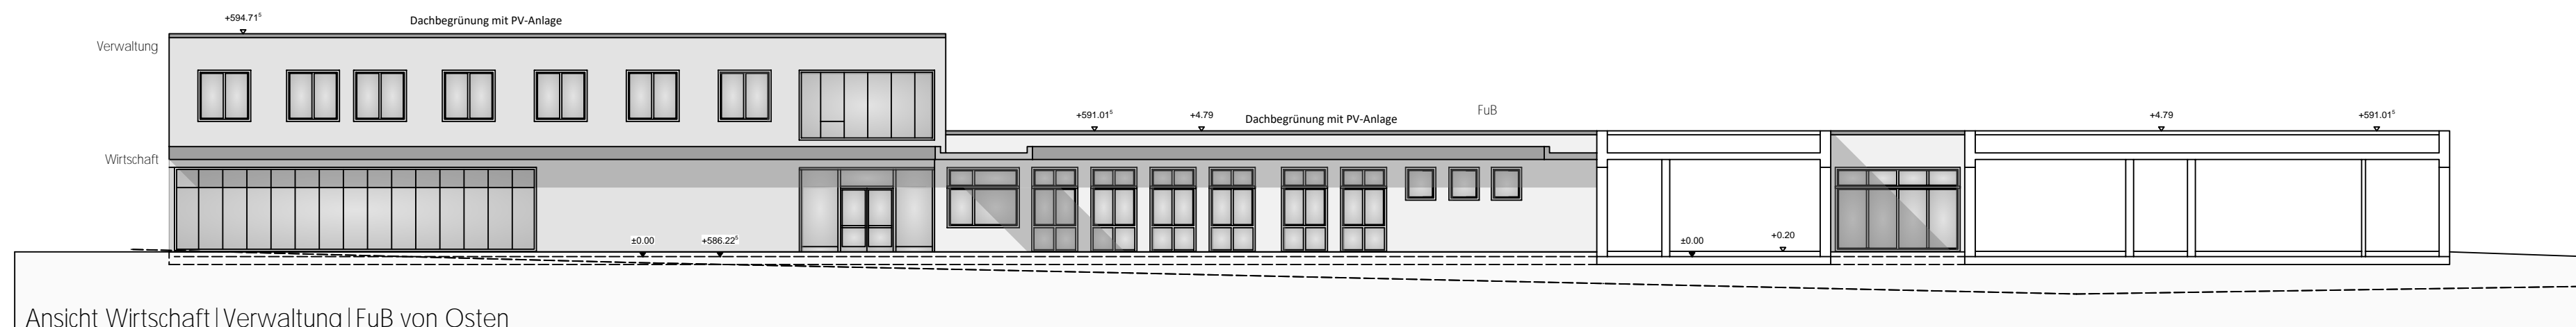 +594.71⁵
Dachbegrünung mit PV-Anlage
Verwaltung
FuB
+591.01⁵
+4.79
Dachbegrünung mit PV-Anlage
+4.79
+591.01⁵
Wirtschaft
±0.00
+586.22⁵
±0.00
+0.20
Ansicht Wirtschaft|Verwaltung|FuB von Osten